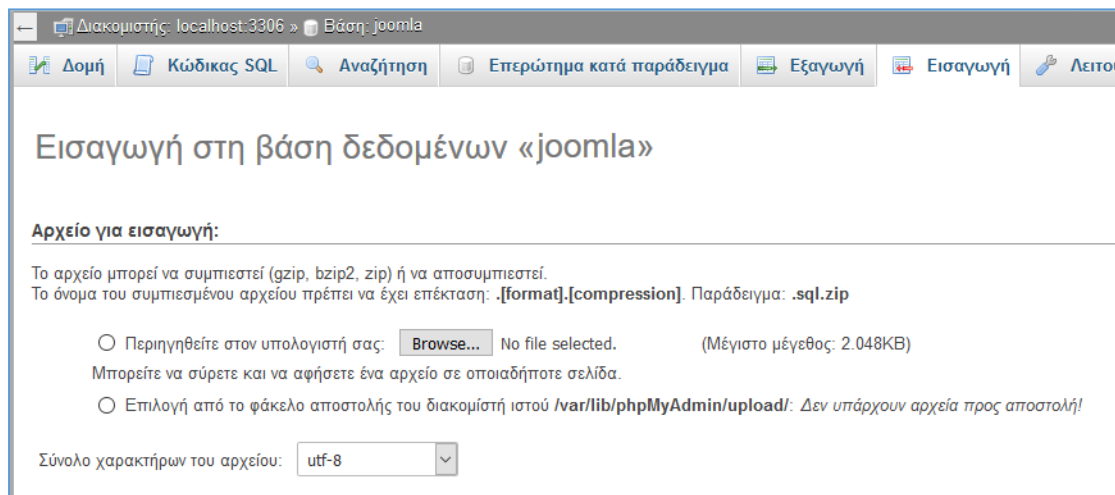 ← Διακομιστής: localhost:3306 » Βάση: joomla
Δομή Κώδικας SQL Αναζήτηση Επερώτημα κατά παράδειγμα Εξαγωγή Εισαγωγή Λειτου
Εισαγωγή στη βάση δεδομένων «joomla»
Αρχείο για εισαγωγή:
Το αρχείο μπορεί να συμπιεστεί (gzip, bzip2, zip) ή να αποσυμπιεστεί.
Το όνομα του συμπιεσμένου αρχείου πρέπει να έχει επέκταση: .[format].[compression]. Παράδειγμα: .sql.zip
Περιηγηθείτε στον υπολογιστή σας: Browse... No file selected. (Μέγιστο μέγεθος: 2.048KB)
Μπορείτε να σύρετε και να αφήσετε ένα αρχείο σε οποιαδήποτε σελίδα.
Επιλογή από το φάκελο αποστολής του διακομίστή ιστού /var/lib/phpMyAdmin/upload/: Δεν υπάρχουν αρχεία προς αποστολή!
Σύνολο χαρακτήρων του αρχείου: utf-8